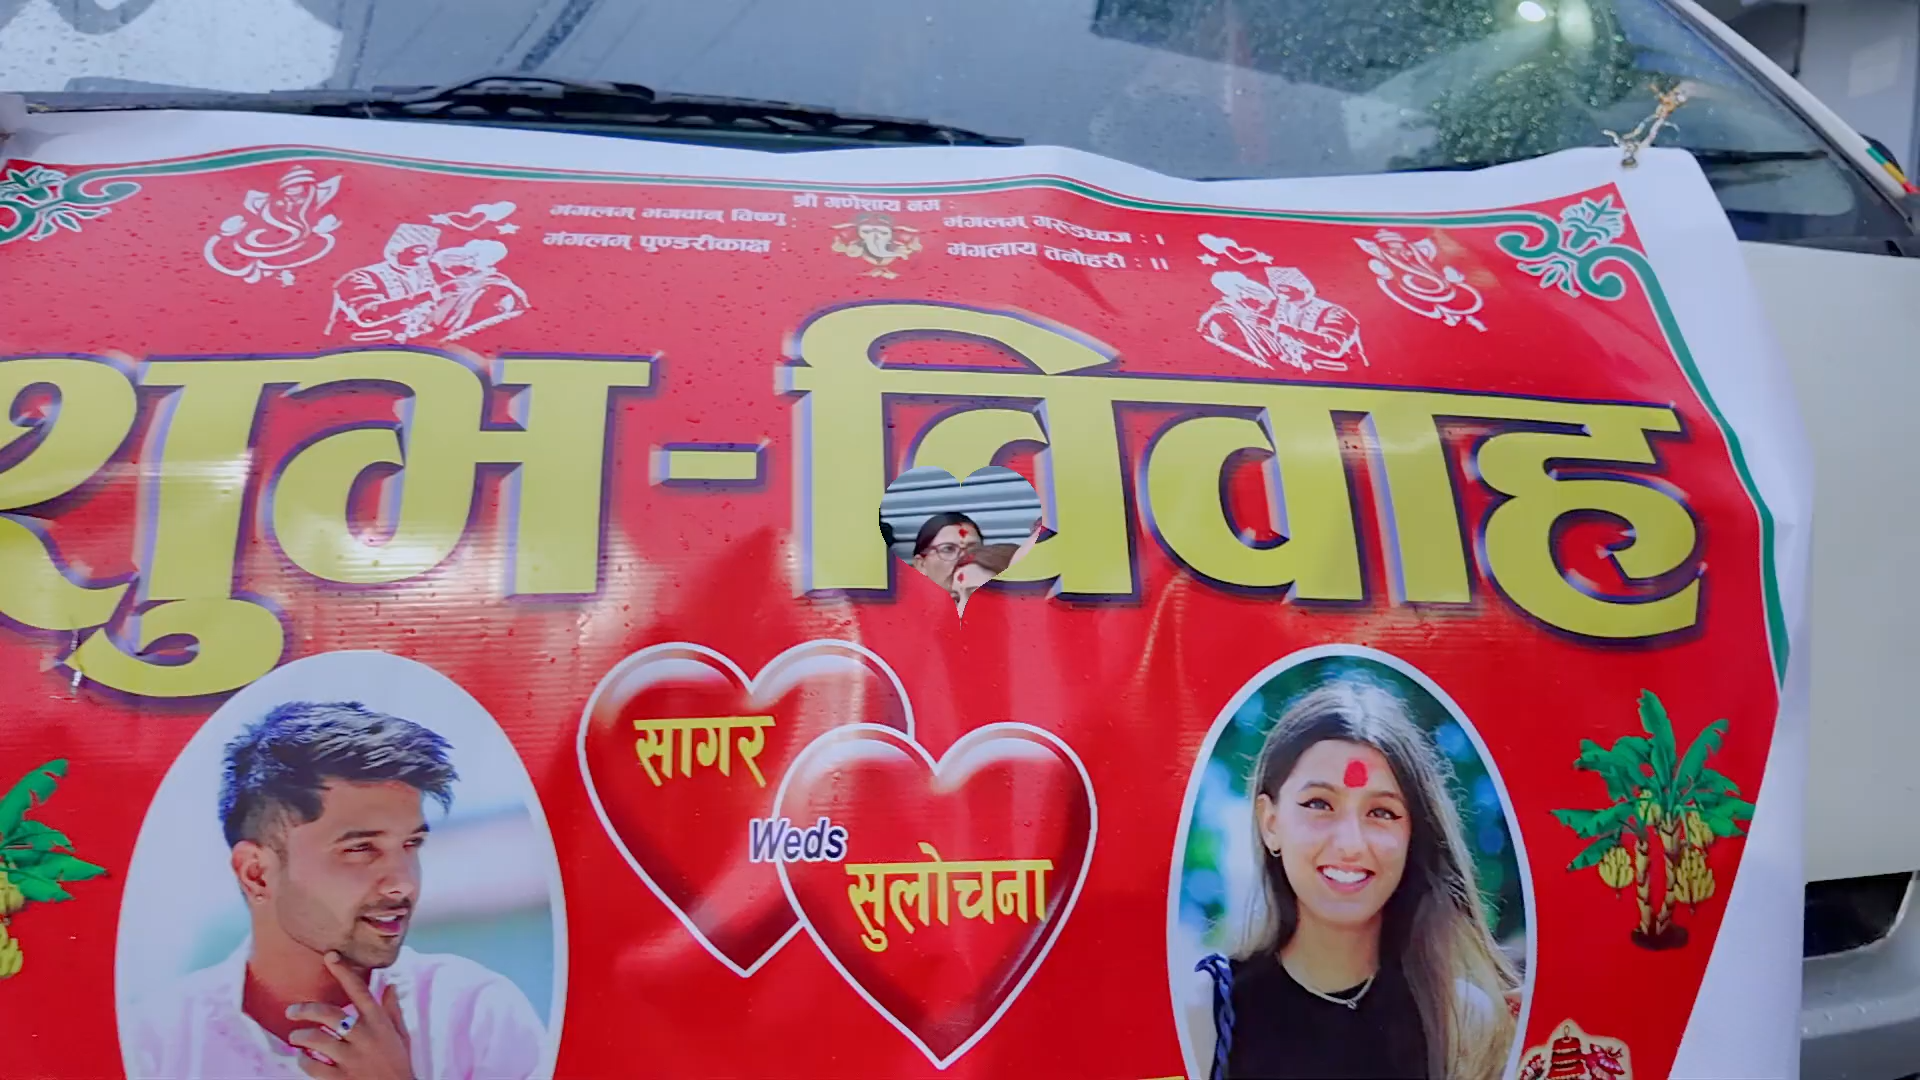 श्री गणेशाय नम :
मंगलम् भगवान् विष्णु :
मंगलम् गरुडध्वज : ।
मंगलम् पुण्डरीकाक्ष :
मंगलाय तनोहरी : ।।
शुभ-विवाह
सागर
Weds
सुलोचना